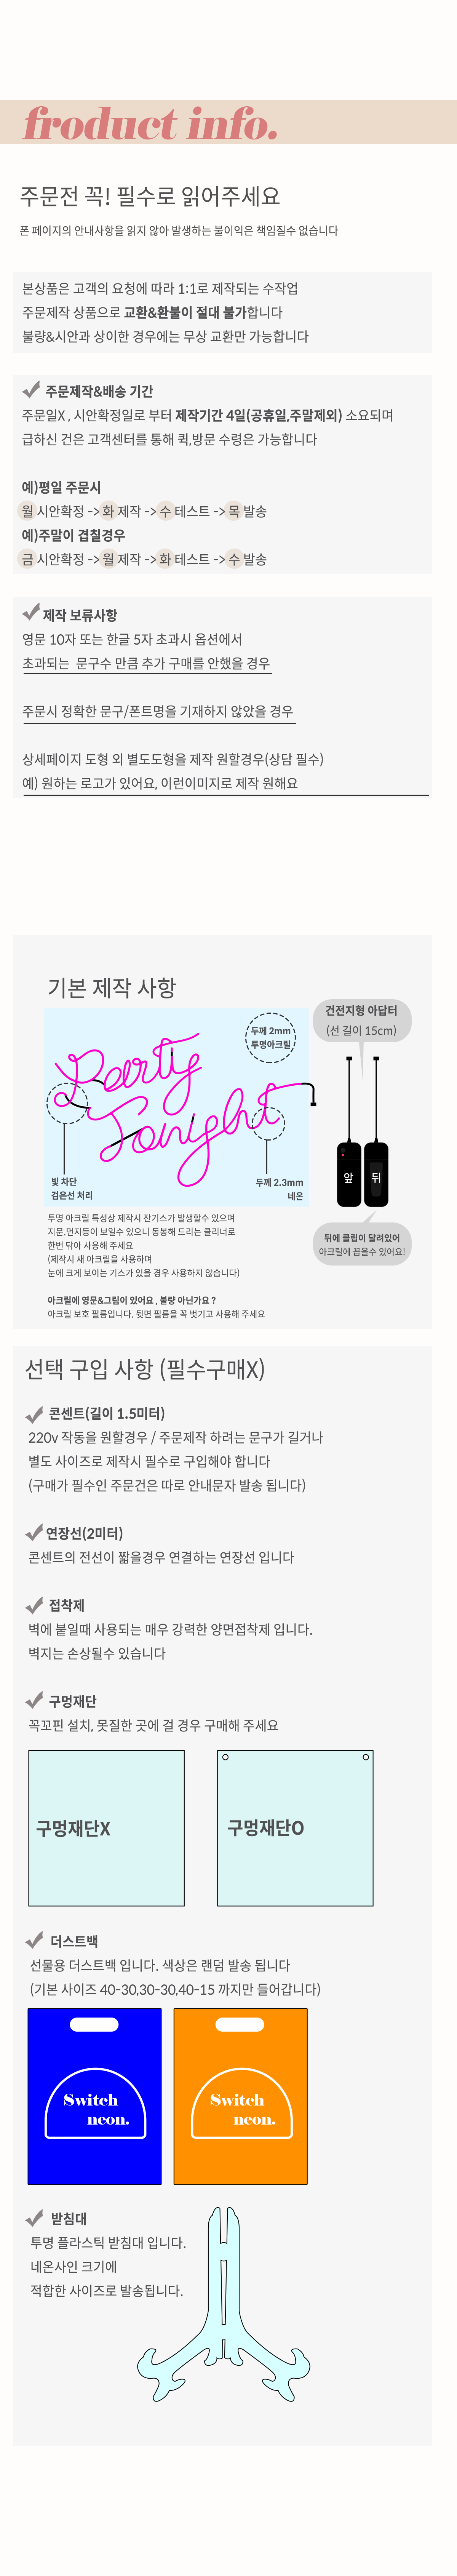 froduct info.
주문전 꼭! 필수로 읽어주세요
폰 페이지의 안내사항을 읽지 않아 발생하는 불이익은 책임질수 없습니다
본상품은 고객의 요청에 따라 1:1로 제작되는 수작업
주문제작 상품으로 교환&환불이 절대 불가합니다
불량&시안과 상이한 경우에는 무상 교환만 가능합니다
주문제작&배송 기간
주문일X , 시안확정일로 부터 제작기간 4일(공휴일,주말제외) 소요되며
급하신 건은 고객센터를 통해 퀵,방문 수령은 가능합니다
예)평일 주문시
월 시안확정 -> 화 제작 -> 수 테스트 -> 목 발송
예)주말이 겹칠경우
금 시안확정 -> 월 제작 -> 화 테스트 -> 수 발송
제작 보류사항
영문 10자 또는 한글 5자 초과시 옵션에서
초과되는 문구수 만큼 추가 구매를 안했을 경우
주문시 정확한 문구/폰트명을 기재하지 않았을 경우
상세페이지 도형 외 별도도형을 제작 원할경우(상담 필수)
예) 원하는 로고가 있어요, 이런이미지로 제작 원해요
기본 제작 사항
건전지형 아답터
(선 길이 15cm)
두께 2mm
투명아크릴
Party
Tonight
빛 차단
검은선 처리
두께 2.3mm
네온
앞
뒤
뒤에 클립이 달려있어
아크릴에 꼽을수 있어요!
투명 아크릴 특성상 제작시 잔기스가 발생할수 있으며
지문,먼지등이 보일수 있으니 동봉해 드리는 클리너로
한번 닦아 사용해 주세요
(제작시 새 아크릴을 사용하며
눈에 크게 보이는 기스가 있을 경우 사용하지 않습니다)
아크릴에 영문&그림이 있어요 , 불량 아닌가요 ?
아크릴 보호 필름입니다. 뒷면 필름을 꼭 벗기고 사용해 주세요
선택 구입 사항 (필수구매X)
콘센트(길이 1.5미터)
220v 작동을 원할경우 / 주문제작 하려는 문구가 길거나
별도 사이즈로 제작시 필수로 구입해야 합니다
(구매가 필수인 주문건은 따로 안내문자 발송 됩니다)
연장선(2미터)
콘센트의 전선이 짧을경우 연결하는 연장선 입니다
접착제
벽에 붙일때 사용되는 매우 강력한 양면접착제 입니다.
벽지는 손상될수 있습니다
구멍재단
꼭꼬핀 설치, 못질한 곳에 걸 경우 구매해 주세요
구멍재단X
구멍재단O
더스트백
선물용 더스트백 입니다. 색상은 랜덤 발송 됩니다
(기본 사이즈 40-30,30-30,40-15 까지만 들어갑니다)
Switch
neon.
Switch
neon.
받침대
투명 플라스틱 받침대 입니다.
네온사인 크기에
적합한 사이즈로 발송됩니다.